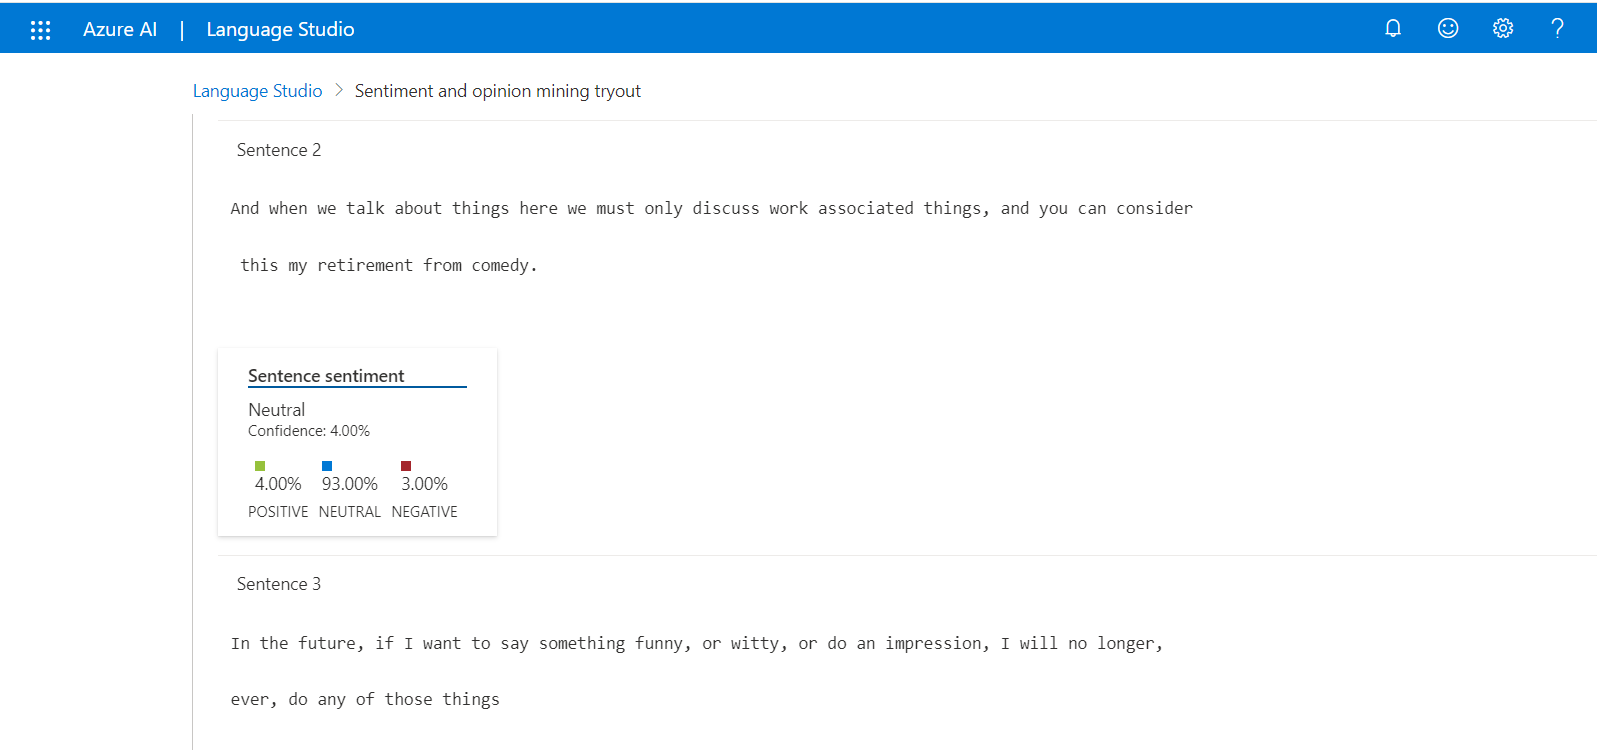 Azure AI | Language Studio
Language Studio > Sentiment and opinion mining tryout
Sentence 2
And when we talk about things here we must only discuss work associated things, and you can consider
this my retirement from comedy.
Sentence sentiment
Neutral
Confidence: 4.00%
4.00% 93.00% 3.00%
POSITIVE NEUTRAL NEGATIVE
Sentence 3
In the future, if I want to say something funny, or witty, or do an impression, I will no longer,
ever, do any of those things